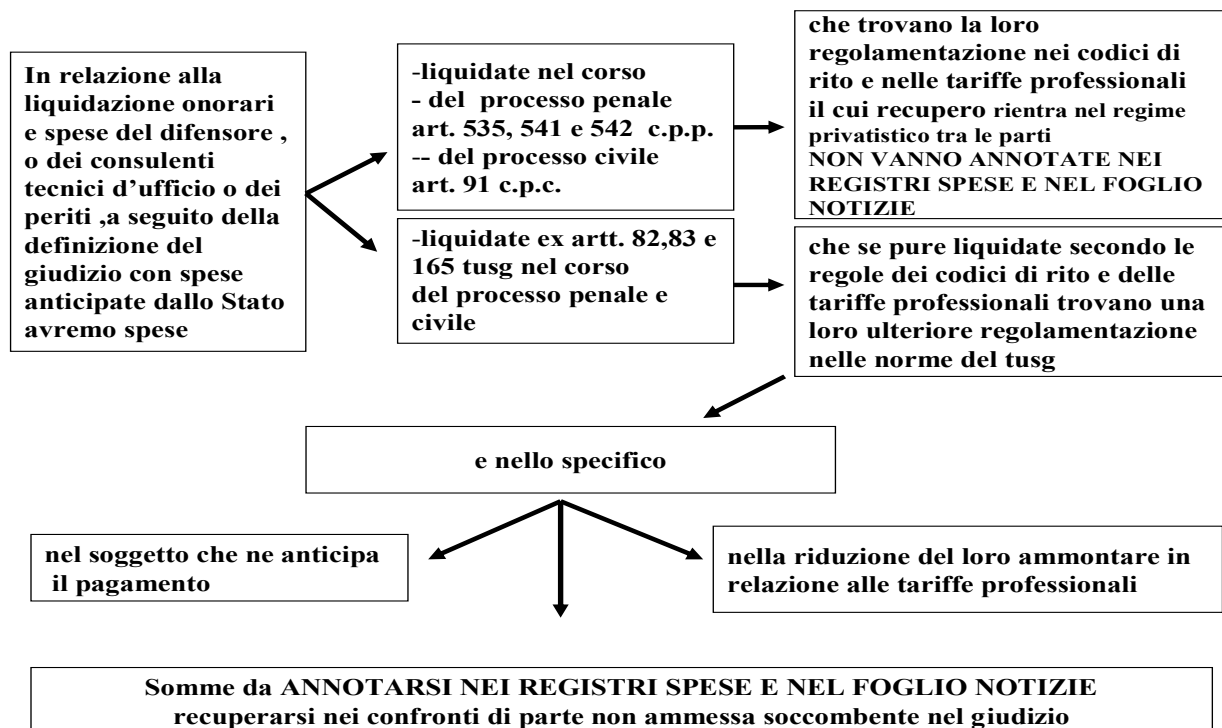 In relazione alla
liquidazione onorari
e spese del difensore ,
o dei consulenti
tecnici d'ufficio o dei
periti ,a seguito della
definizione del
giudizio con spese
anticipate dallo Stato
avremo spese
-liquidate nel corso
- del processo penale
art. 535, 541 e 542 c.p.p.
-- del processo civile
art. 91 c.p.c.
che trovano la loro
regolamentazione nei codici di
rito e nelle tariffe professionali
il cui recupero rientra nel regime
privatistico tra le parti
NON VANNO ANNOTATE NEI
REGISTRI SPESE E NEL FOGLIO
NOTIZIE
-liquidate ex artt. 82,83 e
165 tusg nel corso
del processo penale e
civile
che se pure liquidate secondo le
regole dei codici di rito e delle
tariffe professionali trovano una
loro ulteriore regolamentazione
nelle norme del tusg
e nello specifico
nel soggetto che ne anticipa
il pagamento
nella riduzione del loro ammontare in
relazione alle tariffe professionali
Somme da ANNOTARSI NEI REGISTRI SPESE E NEL FOGLIO NOTIZIE
recuperarsi nei confronti di parte non ammessa soccombente nel giudizio